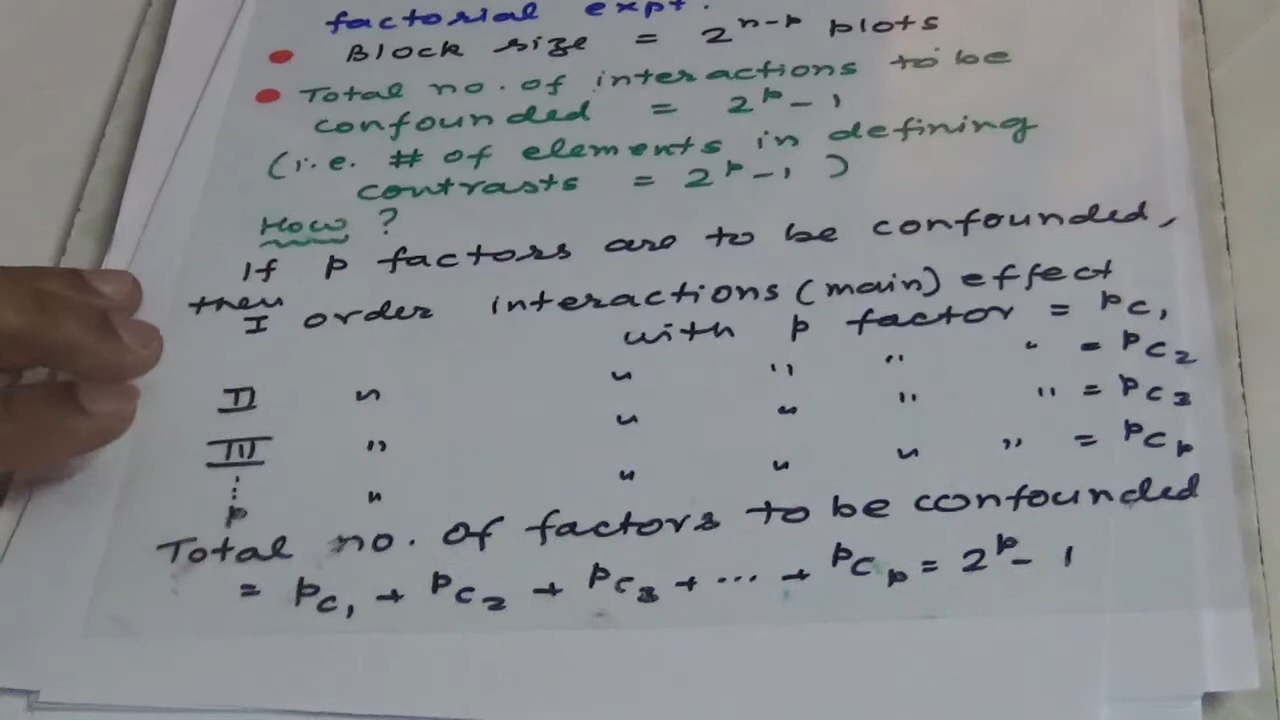 factorial expt.
• Block size = 2^{n-p} plots
• Total no. of interactions to be
confounded = 2^p - 1
(i.e. # of elements in defining
contrasts = 2^p - 1)
How ?
If p factors are to be confounded,
then
I order interactions (main) effect
with p factor = pC₁
II " " " " " = pC₂
III " " " " " = pC₃
⋮
p " " " " " = pCₚ
Total no. of factors to be confounded
= pC₁ + pC₂ + pC₃ + ... + pCₚ = 2^p - 1